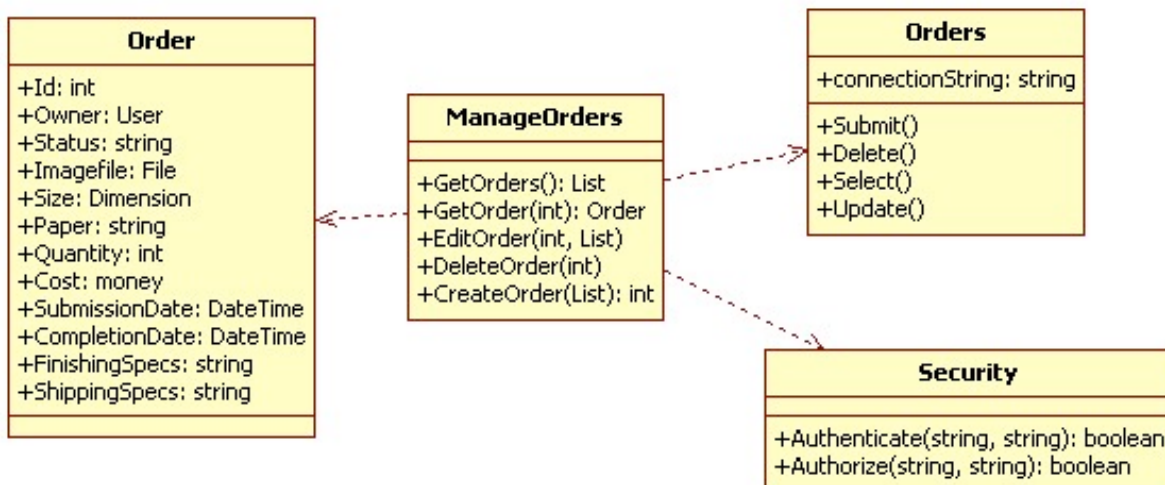 Order
+Id: int
+Owner: User
+Status: string
+Imagefile: File
+Size: Dimension
+Paper: string
+Quantity: int
+Cost: money
+SubmissionDate: DateTime
+CompletionDate: DateTime
+FinishingSpecs: string
+ShippingSpecs: string
ManageOrders
+GetOrders(): List
+GetOrder(int): Order
+EditOrder(int, List)
+DeleteOrder(int)
+CreateOrder(List): int
Orders
+connectionString: string
+Submit()
+Delete()
+Select()
+Update()
Security
+Authenticate(string, string): boolean
+Authorize(string, string): boolean